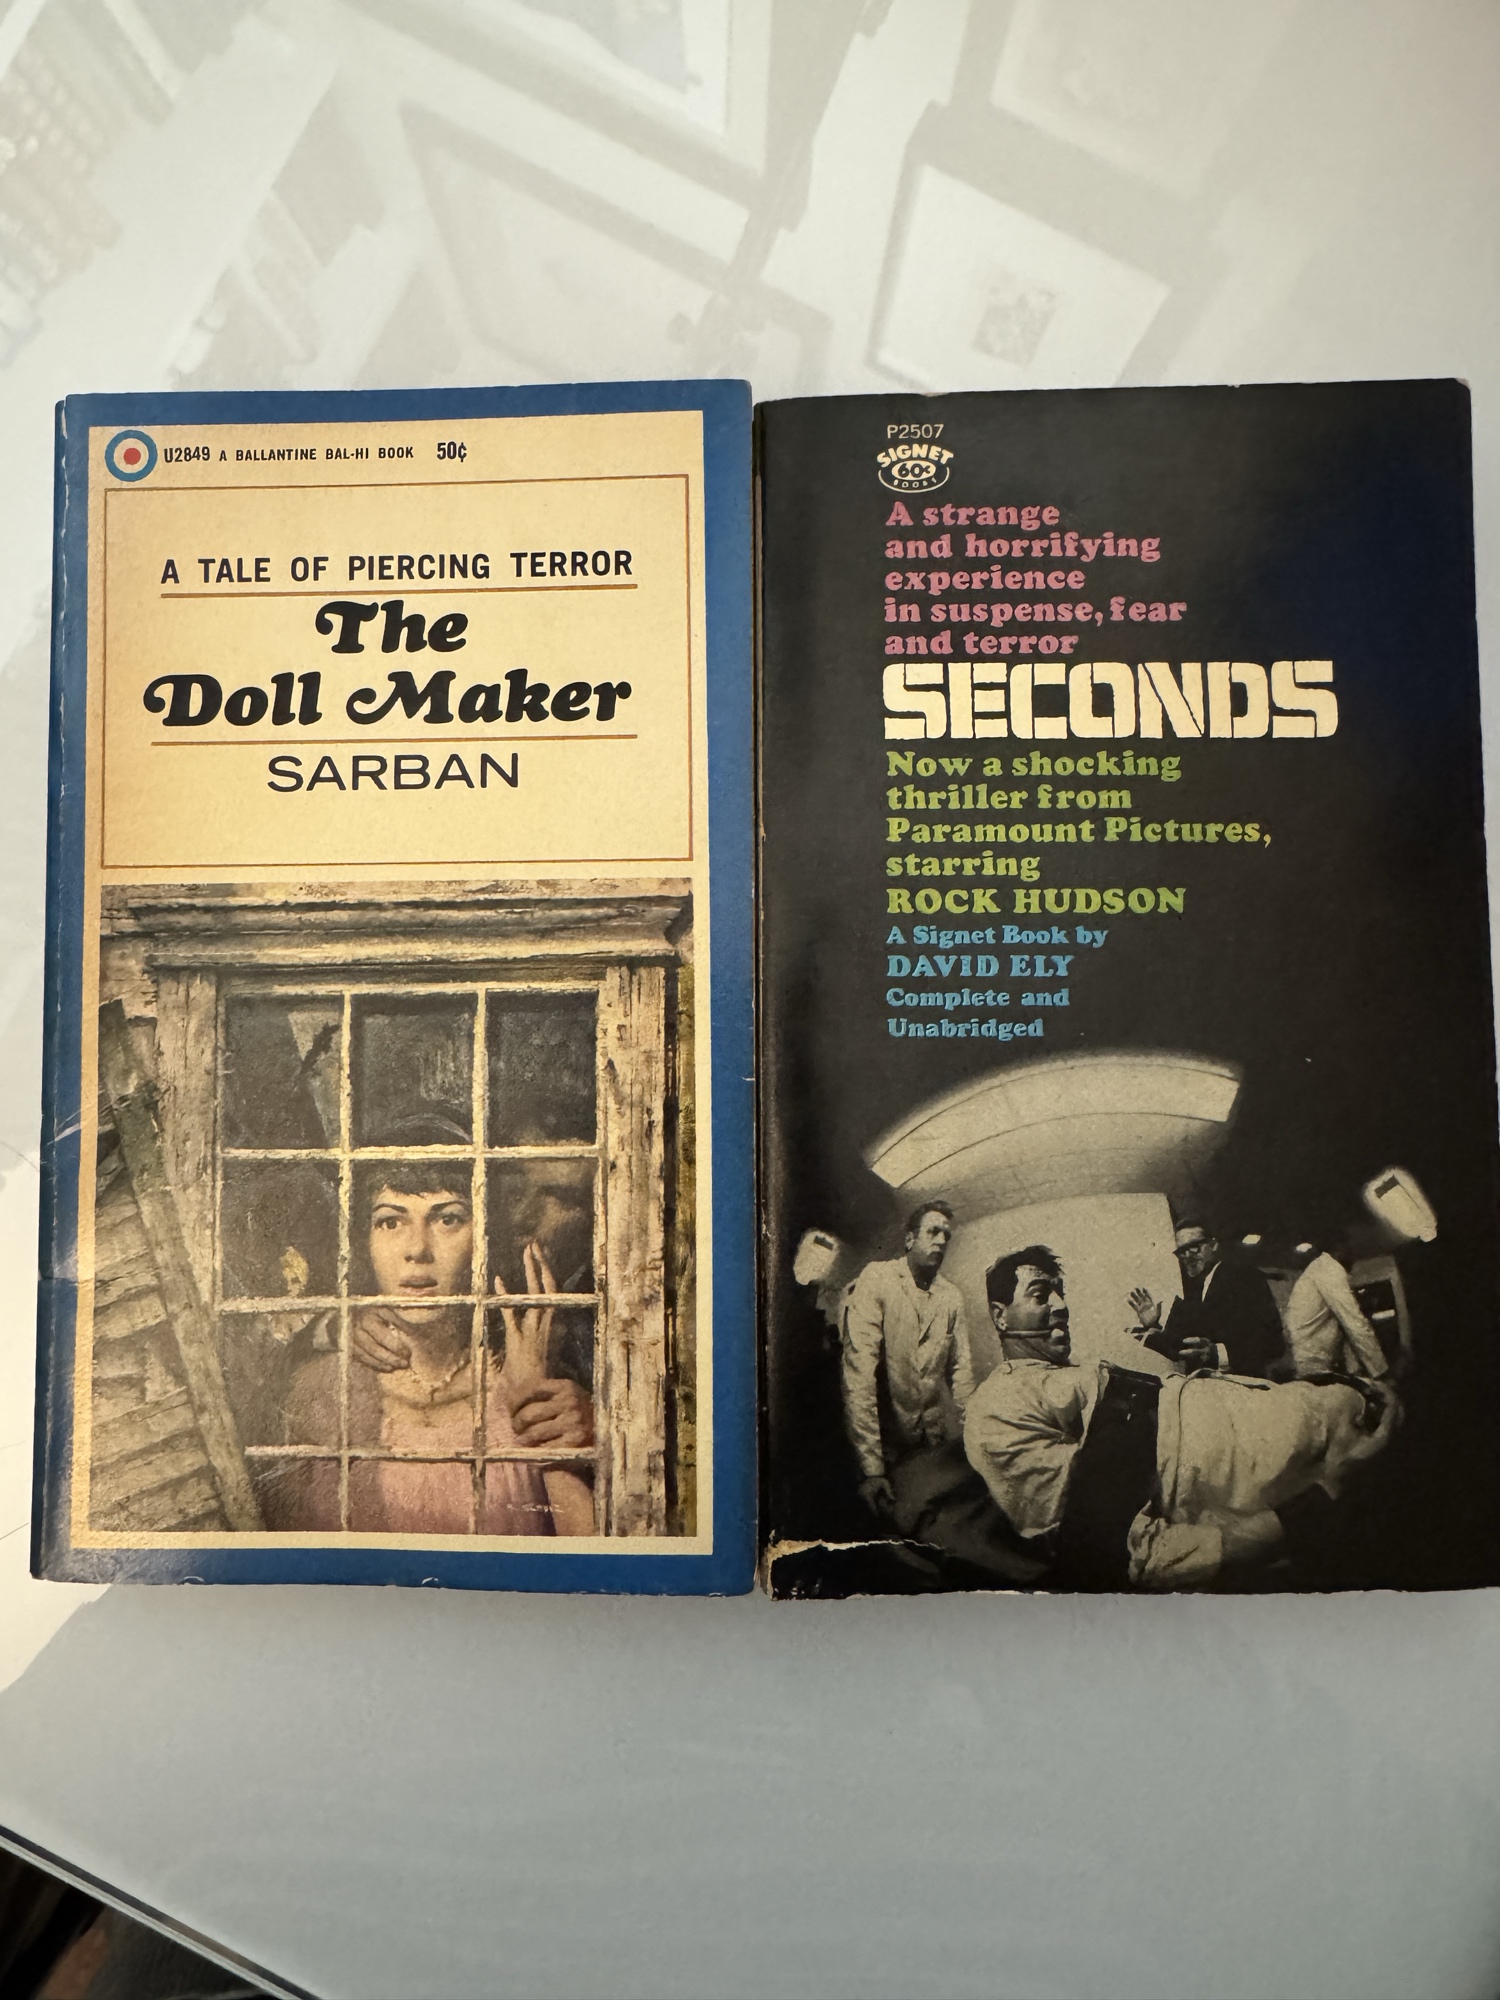 U2849 A BALLANTINE BAL-HI BOOK 50¢
A TALE OF PIERCING TERROR
The
Doll Maker
SARBAN
P2507
SIGNET
60¢
BOOKS
A strange
and horrifying
experience
in suspense, fear
and terror
SECONDS
Now a shocking
thriller from
Paramount Pictures,
starring
ROCK HUDSON
A Signet Book by
DAVID ELY
Complete and
Unabridged